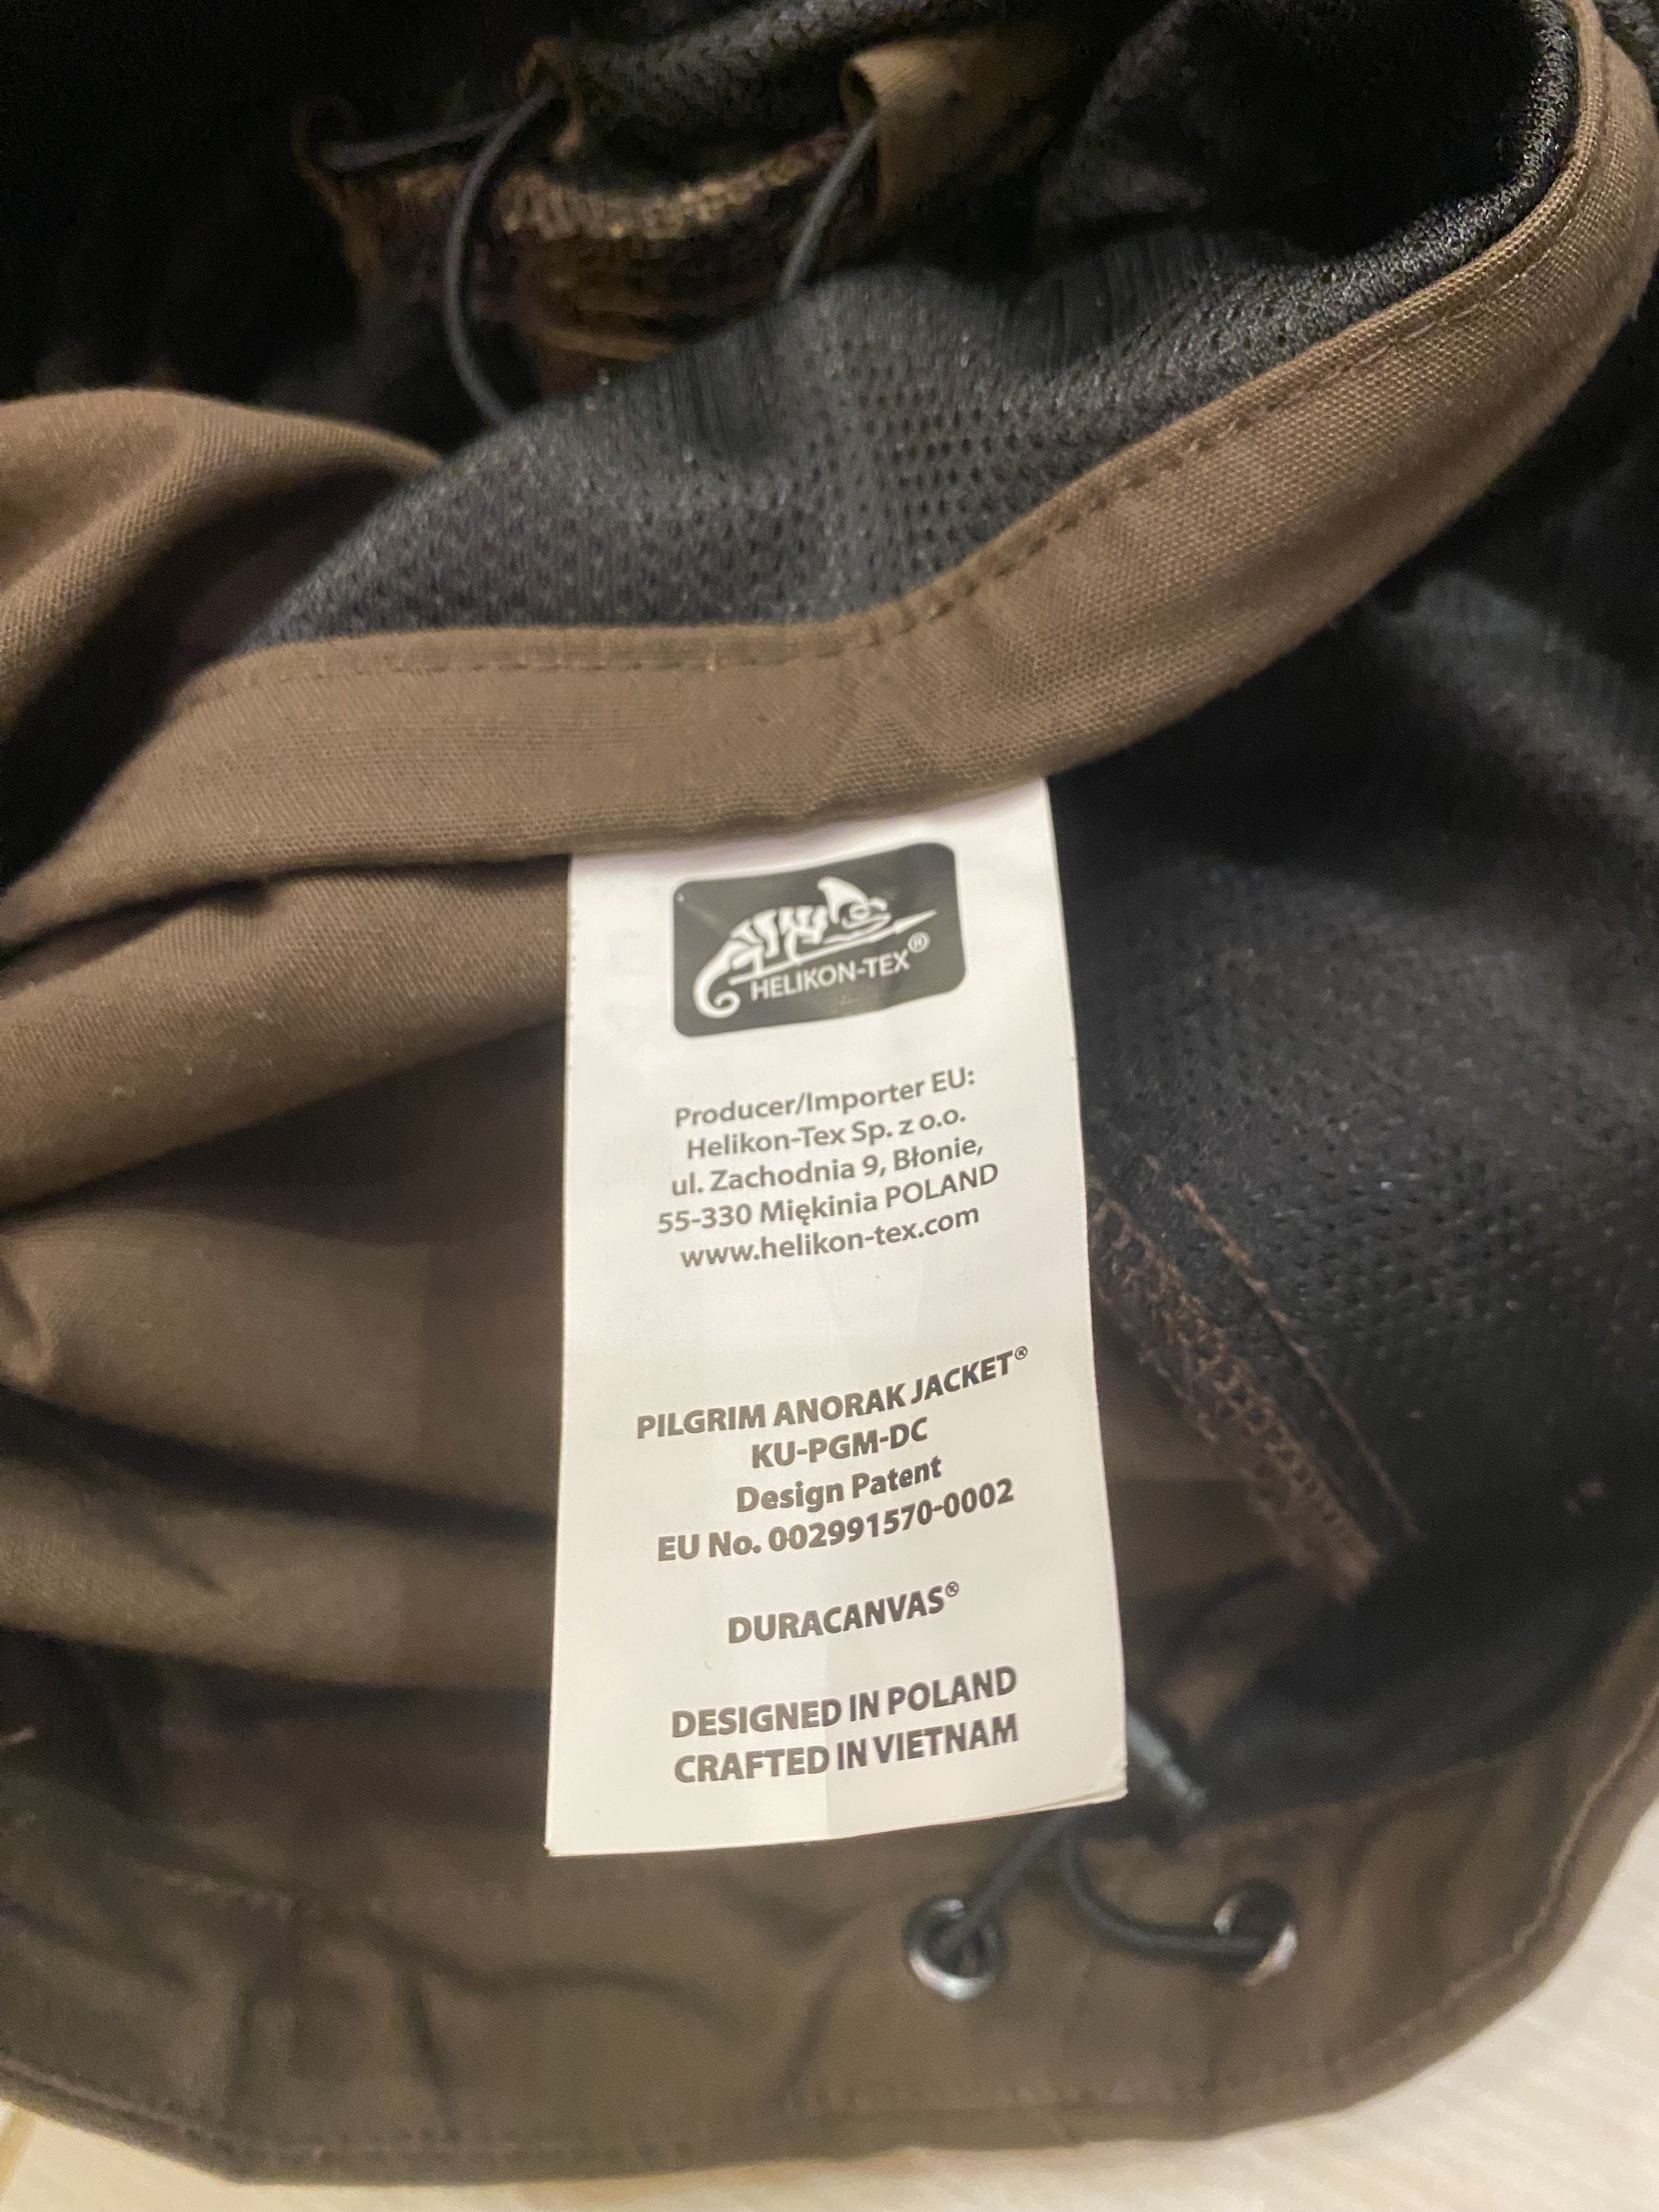 HELIKON-TEX®
Producer/Importer EU:
Helikon-Tex Sp. z o.o.
ul. Zachodnia 9, Błonie,
55-330 Miękinia POLAND
www.helikon-tex.com
PILGRIM ANORAK JACKET®
KU-PGM-DC
Design Patent
EU No. 002991570-0002
DURACANVAS®
DESIGNED IN POLAND
CRAFTED IN VIETNAM